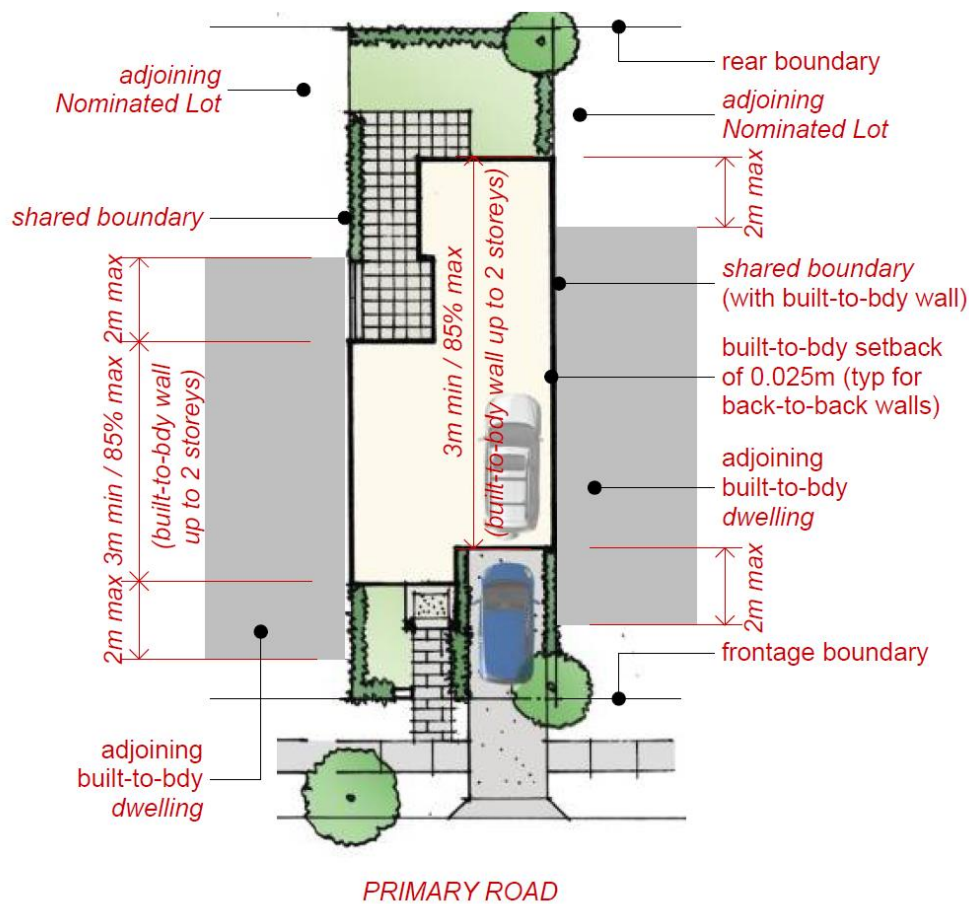 adjoining
Nominated Lot
shared boundary
2m max
3m min / 85% max
(built-to-bdy wall
up to 2 storeys)
2m max
adjoining
built-to-bdy
dwelling
3m min / 85% max
(built-to-bdy wall up to 2 storeys)
rear boundary
adjoining
Nominated Lot
2m max
shared boundary
(with built-to-bdy wall)
built-to-bdy setback
of 0.025m (typ for
back-to-back walls)
adjoining
built-to-bdy
dwelling
2m max
frontage boundary
PRIMARY ROAD